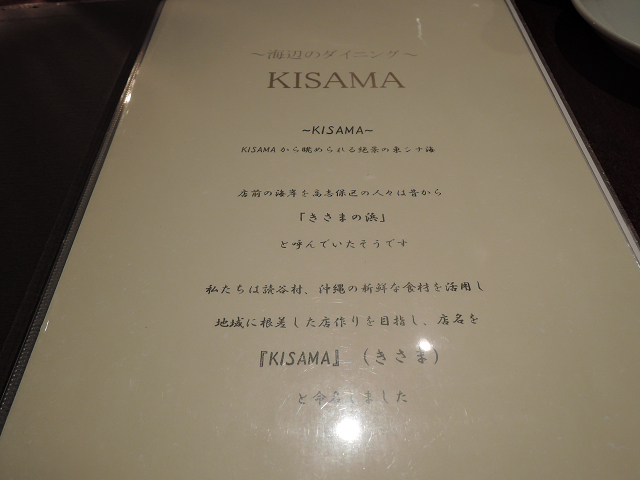 ～海辺のダイニング～
KISAMA
~KISAMA~
KISAMAから眺められる絶景の東シナ海
店前の海岸を高志保邑の人々は昔から
「きさまの浜」
と呼んでいたそうです
私たちは読谷村、沖縄の新鮮な食材を活用し
地域に根差した店作りを目指し、店名を
『KISAMA』（きさま）
と命名しました